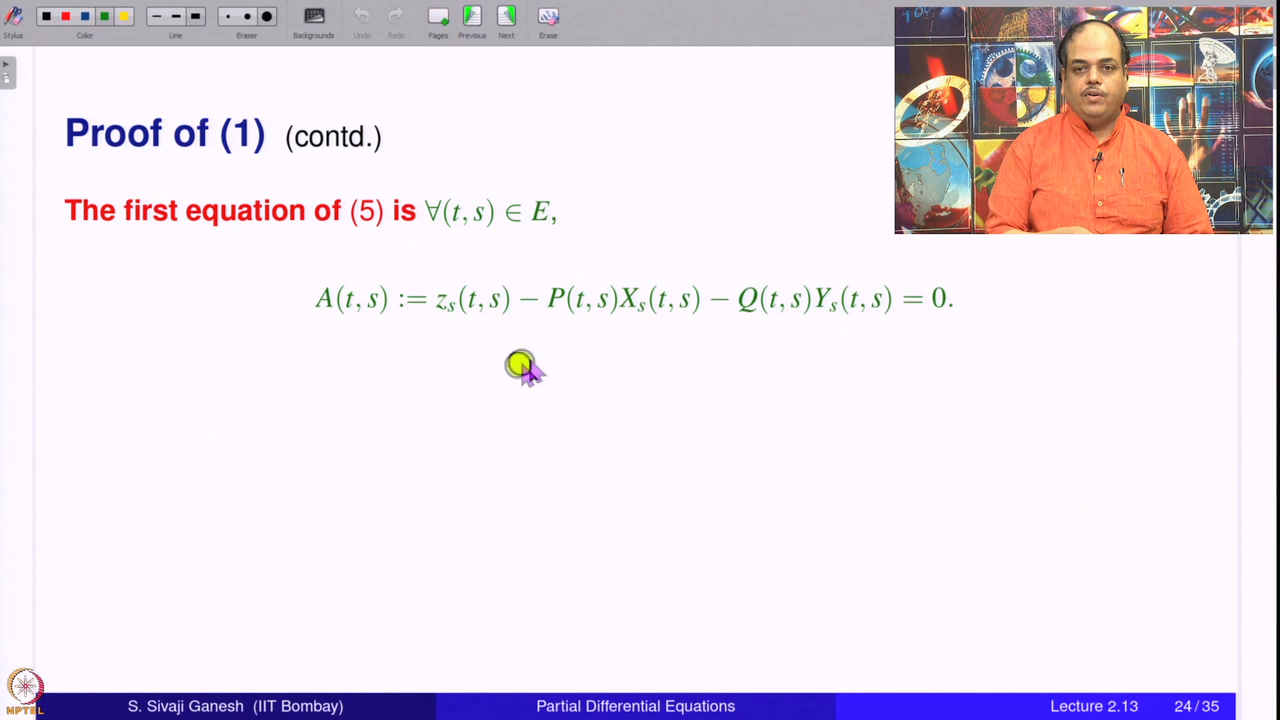 Stylus Color Line Eraser Backgrounds Undo Redo Pages Previous Next Erase
Proof of (1) (contd.)
The first equation of (5) is ∀(t, s) ∈ E,
A(t, s) := z_s(t, s) − P(t, s)X_s(t, s) − Q(t, s)Y_s(t, s) = 0.
NPTEL
S. Sivaji Ganesh (IIT Bombay) Partial Differential Equations Lecture 2.13 24 / 35